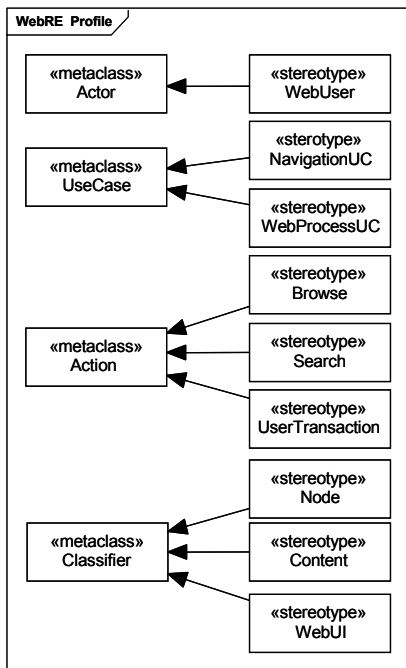 WebRE Profile
«metaclass»
Actor
«stereotype»
WebUser
«metaclass»
UseCase
«sterotype»
NavigationUC
«stereotype»
WebProcessUC
«metaclass»
Action
«stereotype»
Browse
«stereotype»
Search
«stereotype»
UserTransaction
«metaclass»
Classifier
«stereotype»
Node
«stereotype»
Content
«stereotype»
WebUI